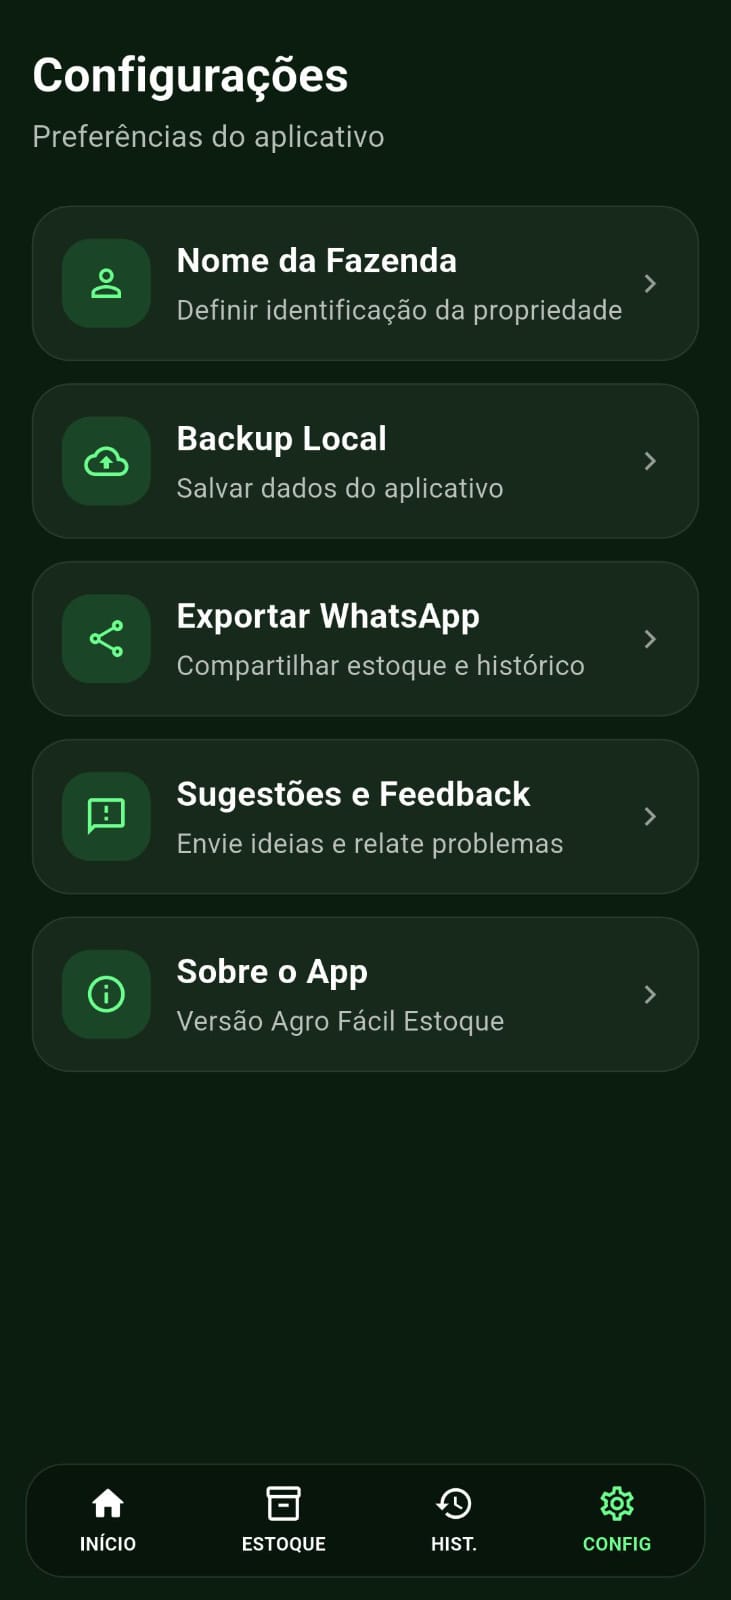 Configurações
Preferências do aplicativo
Nome da Fazenda
Definir identificação da propriedade
Backup Local
Salvar dados do aplicativo
Exportar WhatsApp
Compartilhar estoque e histórico
Sugestões e Feedback
Envie ideias e relate problemas
Sobre o App
Versão Agro Fácil Estoque
INÍCIO
ESTOQUE
HIST.
CONFIG